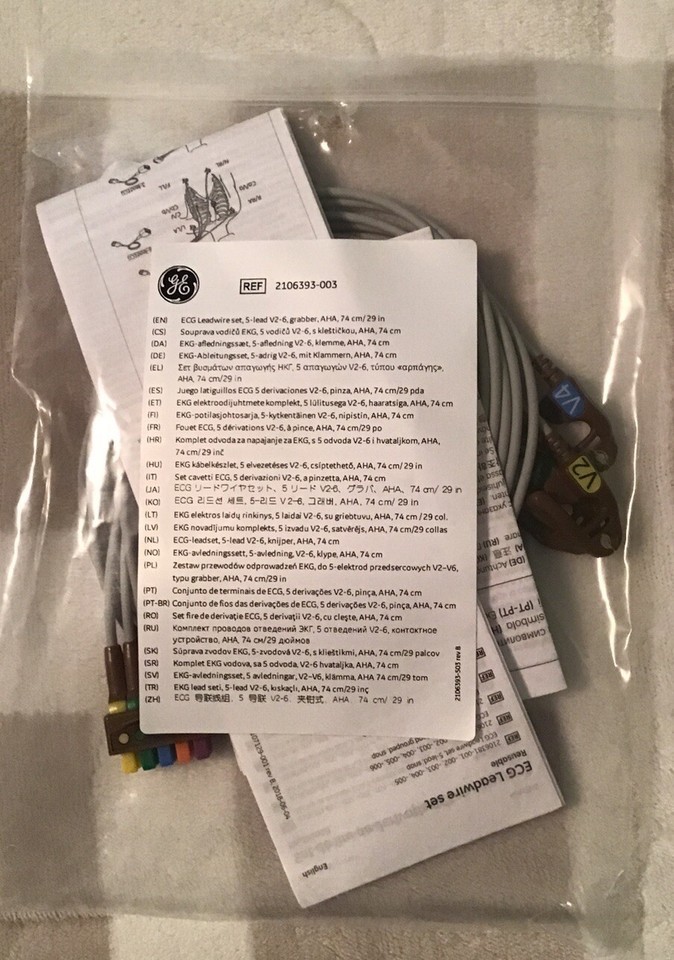 GE
REF 2106393-003
(EN) ECG Leadwire set, 5-lead V2-6, grabber, AHA, 74 cm/29 in
(CS) Souprava vodičů EKG, 5 vodičů V2-6, s kleštičkou, AHA, 74 cm
(DA) EKG-afledningssæt, 5-afledning V2-6, klemme, AHA, 74 cm
(DE) EKG-Ableitungsset, 5-adrig V2-6, mit Klammern, AHA, 74 cm
(EL) Σετ βυσμάτων απαγωγής ΗΚΓ, 5 απαγωγών V2-6, τύπου «αρπάγης»,
AHA, 74 cm/29 in
(ES) Juego latiguillos ECG 5 derivaciones V2-6, pinza, AHA, 74 cm/29 pda
(ET) EKG elektroodijuhtmete komplekt, 5 lülitusega V2-6, haaratsiga, AHA, 74 cm
(FI) EKG-potilasjohtosarja, 5-kytkentäinen V2-6, nipistin, AHA, 74 cm
(FR) Fouet ECG, 5 dérivations V2-6, à pince, AHA, 74 cm/29 po
(HR) Komplet odvoda za napajanje za EKG, s 5 odvoda V2-6 i hvataljkom, AHA,
74 cm/29 inč
(HU) EKG kábelkészlet, 5 elvezetéses V2-6, csíptethető, AHA, 74 cm/29 in
(IT) Set cavetti ECG, 5 derivazioni V2-6, a pinzetta, AHA, 74 cm
(JA) ECG リードワイヤセット、5 リード V2-6、グラバ、AHA、74 cm/ 29 in
(KO) ECG 리드선 세트, 5-리드 V2-6, 그래버, AHA, 74 cm/ 29 in
(LT) EKG elektros laidų rinkinys, 5 laidai V2-6, su griebtuvu, AHA, 74 cm/29 col.
(LV) EKG novadījumu komplekts, 5 izvadu V2-6, satvērējs, AHA, 74 cm/29 collas
(NL) ECG-leadset, 5-lead V2-6, knijper, AHA, 74 cm
(NO) EKG-avledningssett, 5-avledning, V2-6, klype, AHA, 74 cm
(PL) Zestaw przewodów odprowadzeń EKG, do 5-elektrod przedsercowych V2–V6,
typu grabber, AHA, 74 cm/29 in
(PT) Conjunto de terminais de ECG, 5 derivações V2-6, pinça, AHA, 74 cm
(PT-BR) Conjunto de fios das derivações de ECG, 5 derivações V2-6, pinça, AHA, 74 cm
(RO) Set fire de derivație ECG, 5 derivații V2-6, cu clește, AHA, 74 cm
(RU) Комплект проводов отведений ЭКГ, 5 отведений V2-6, контактное
устройство, AHA, 74 см/29 дюймов
(SK) Súprava zvodov EKG, 5-zvodová V2-6, s klieštikmi, AHA, 74 cm/29 palcov
(SR) Komplet EKG vodova, sa 5 odvoda, V2-6 hvataljka, AHA, 74 cm
(SV) EKG-avledningsset, 5 avledningar, V2–V6, klämma, AHA, 74 cm/29 tom
(TR) EKG lead seti, 5-lead V2-6, kıskaçlı, AHA, 74 cm/29 inç
(ZH) ECG 导联线组, 5 导联 V2-6, 夹钳式, AHA, 74 cm/ 29 in
2106393-S03 rev B
V4
V2
English
ECG Leadwire set
Reusable